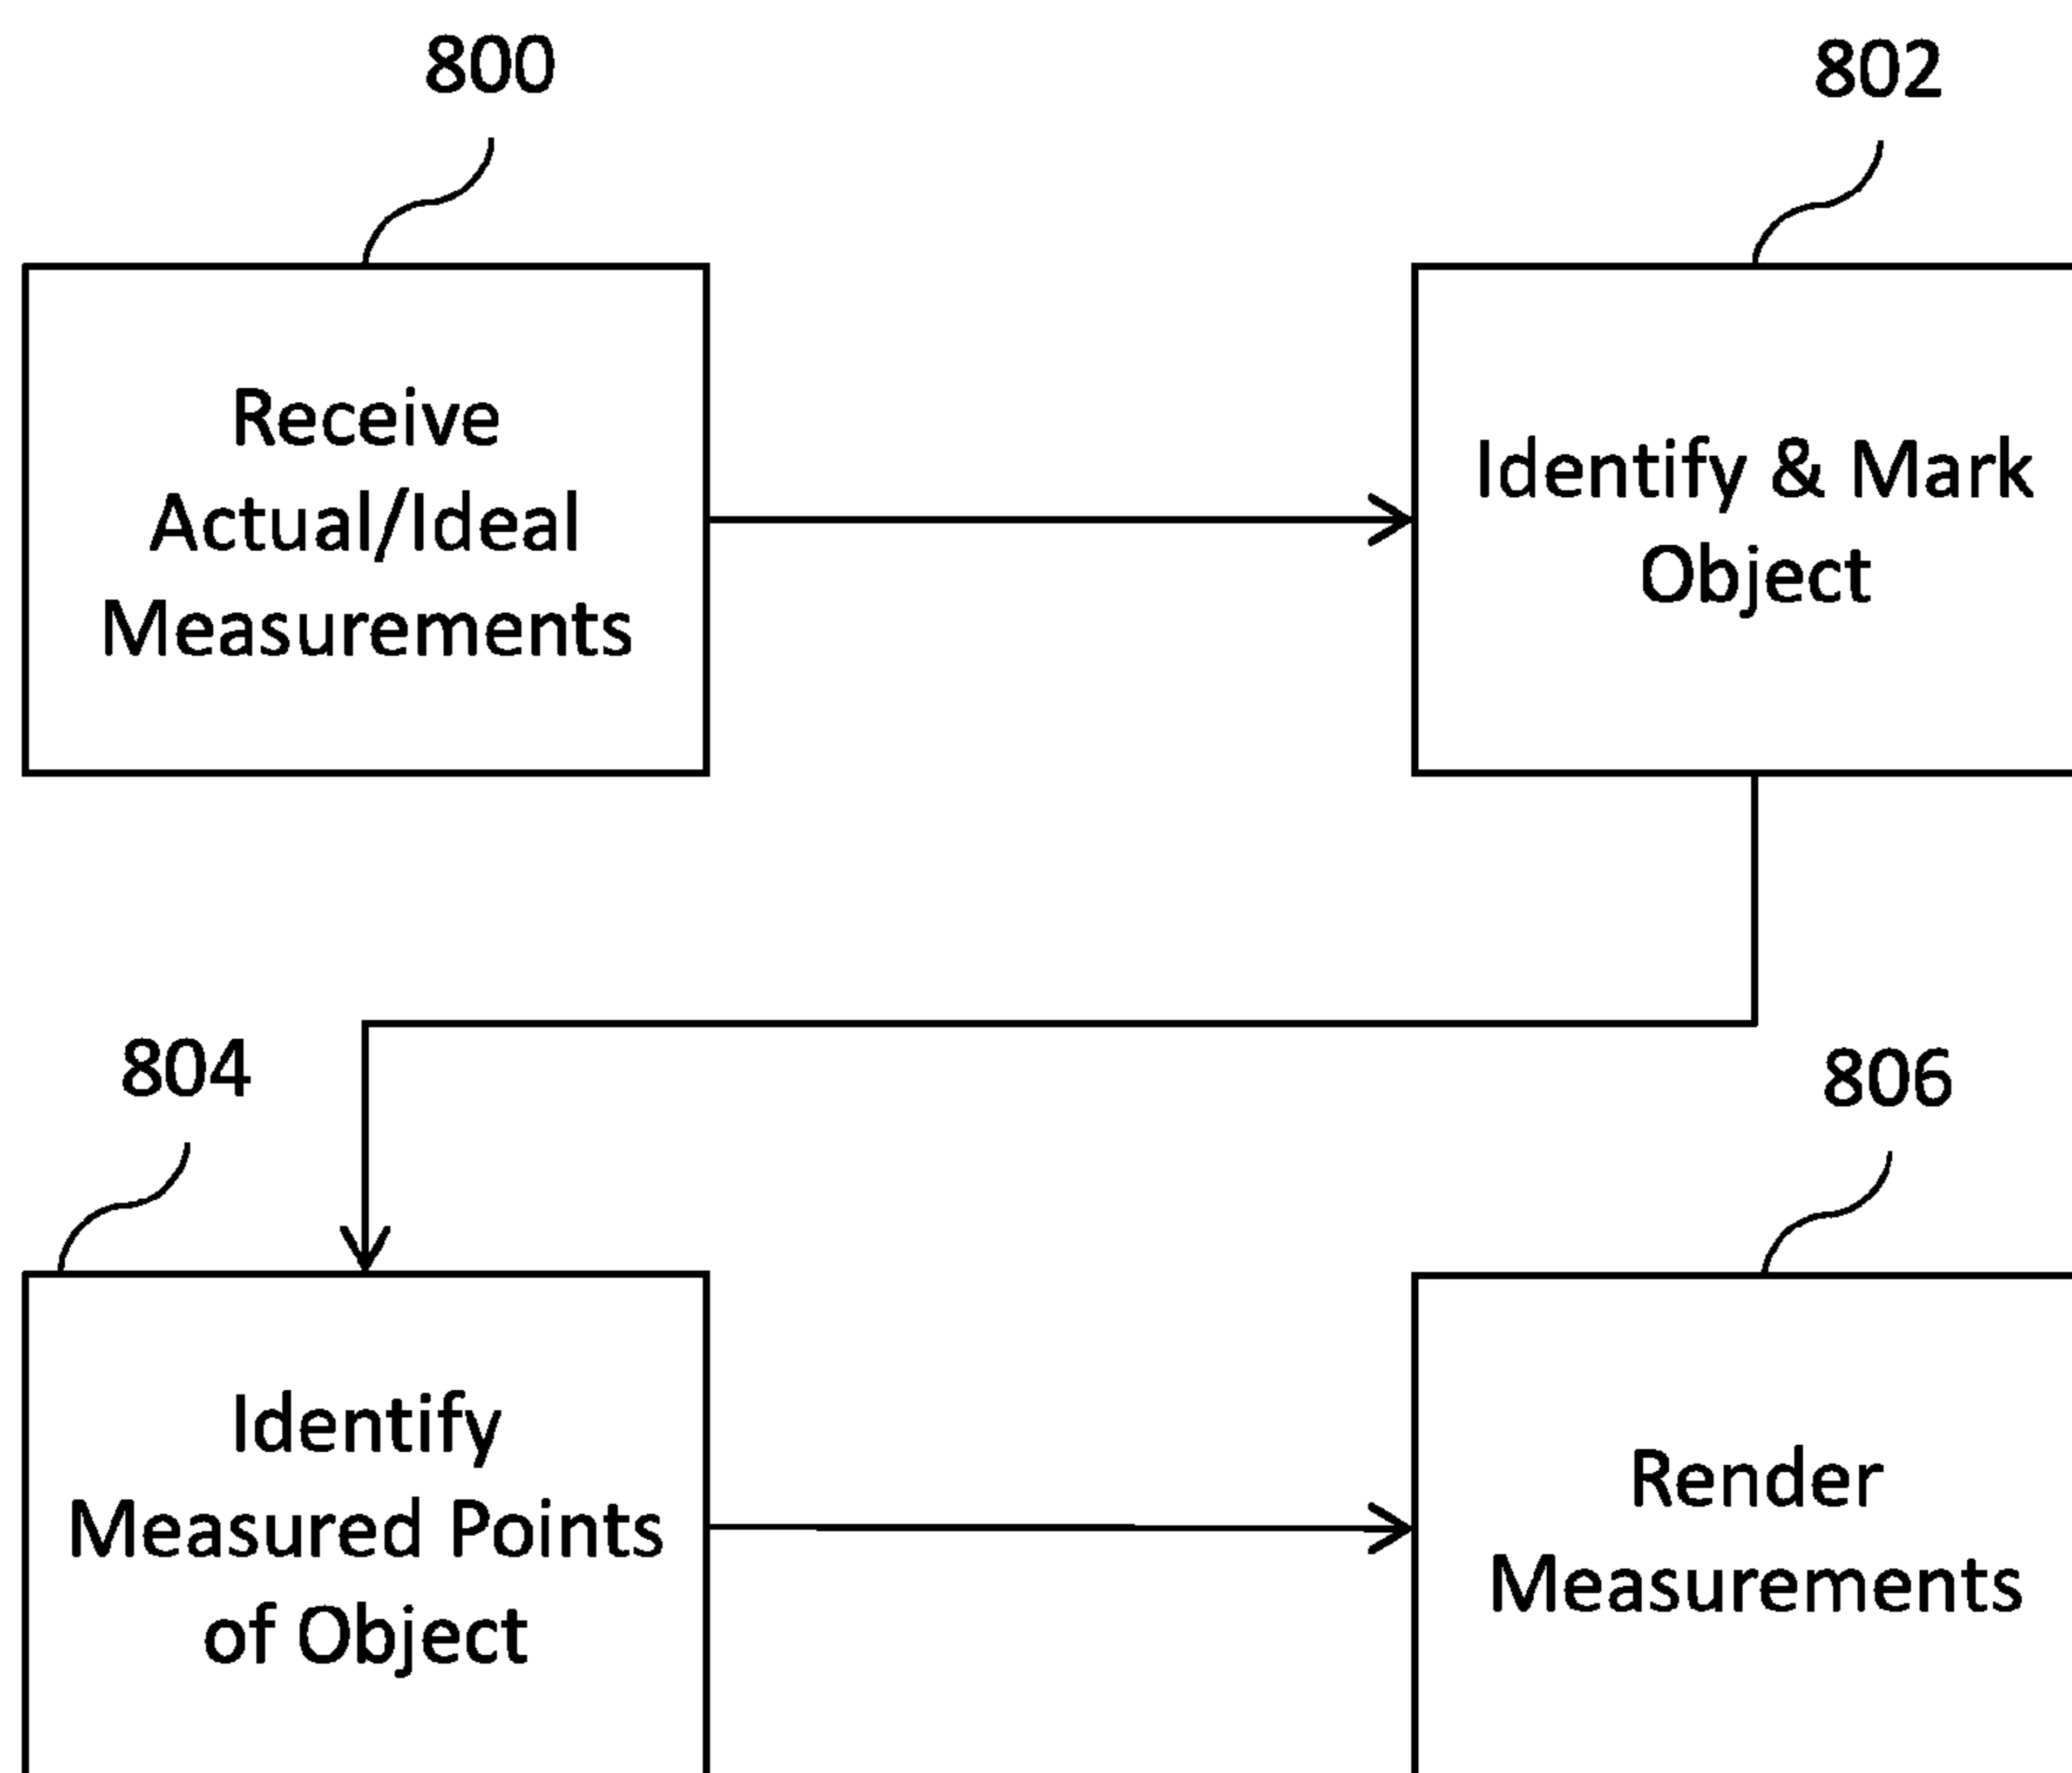 800
802
Receive
Actual/Ideal
Measurements
Identify & Mark
Object
804
806
Identify
Measured Points
of Object
Render
Measurements